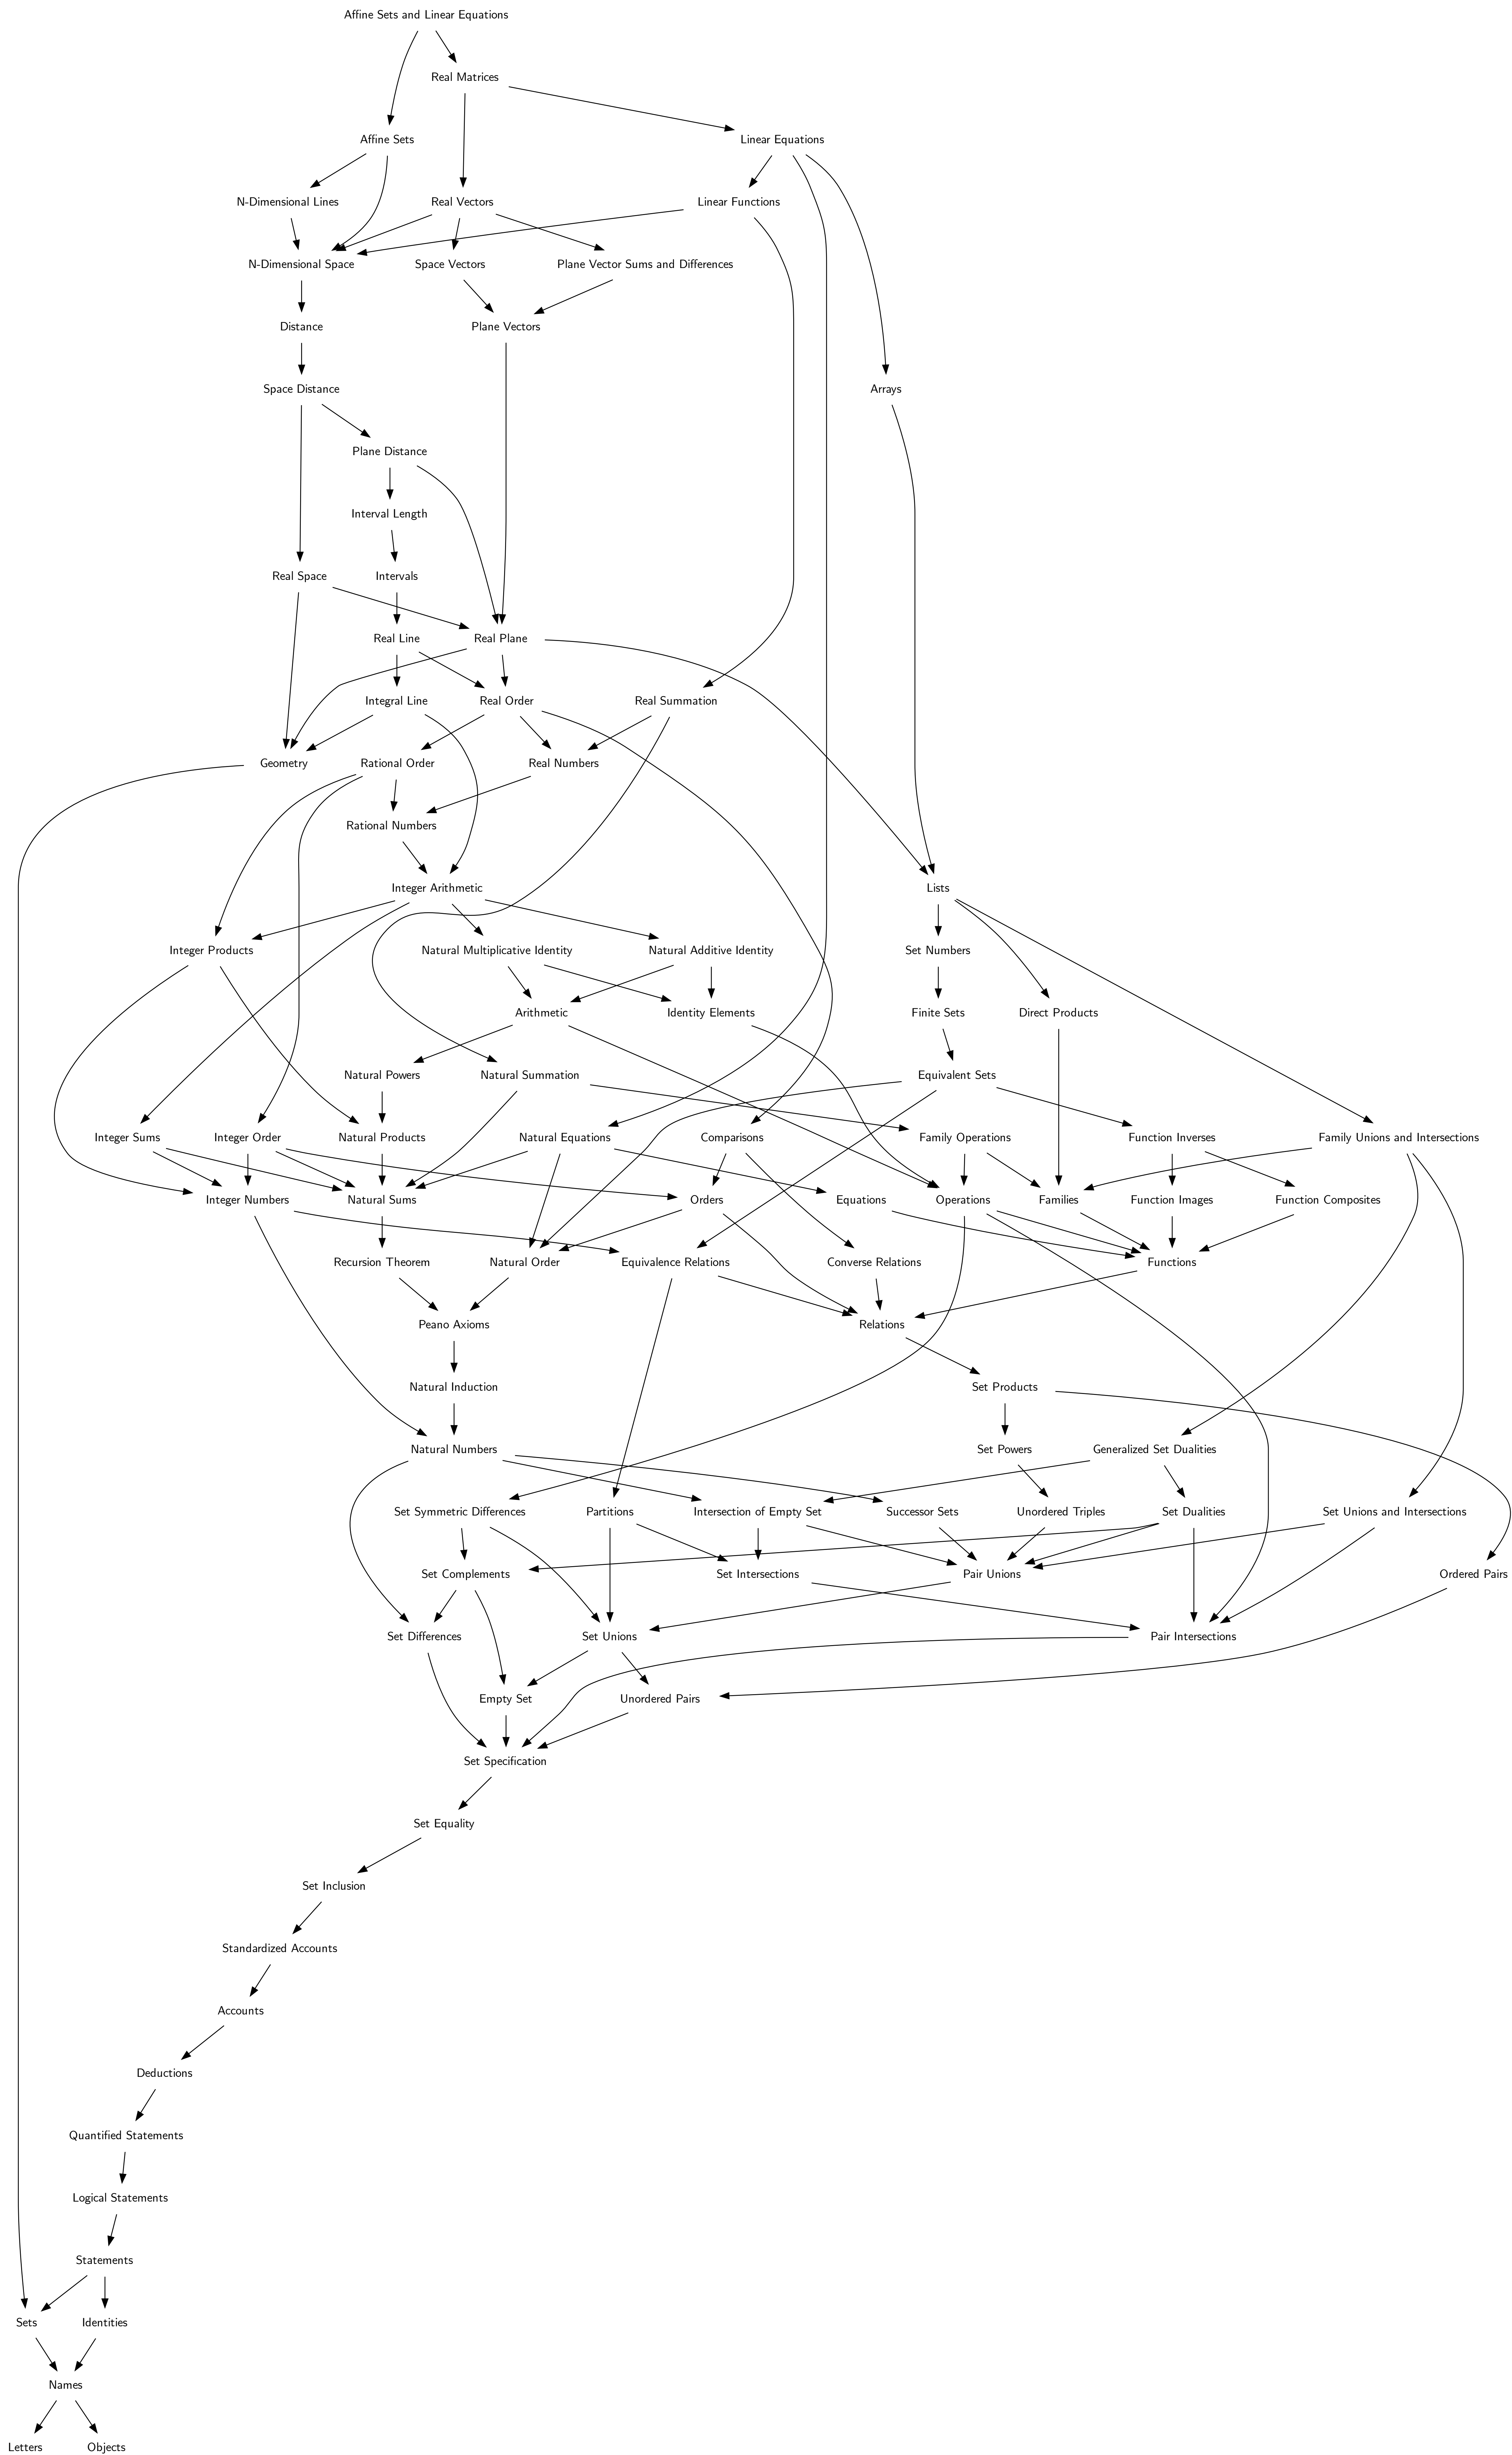 Affine Sets and Linear Equations
Real Matrices
Affine Sets
Linear Equations
N-Dimensional Lines
Real Vectors
Linear Functions
N-Dimensional Space
Space Vectors
Plane Vector Sums and Differences
Distance
Plane Vectors
Space Distance
Arrays
Plane Distance
Interval Length
Real Space
Intervals
Real Line
Real Plane
Integral Line
Real Order
Real Summation
Geometry
Rational Order
Real Numbers
Rational Numbers
Integer Arithmetic
Lists
Integer Products
Natural Multiplicative Identity
Natural Additive Identity
Set Numbers
Arithmetic
Identity Elements
Finite Sets
Direct Products
Natural Powers
Natural Summation
Equivalent Sets
Integer Sums
Integer Order
Natural Products
Natural Equations
Comparisons
Family Operations
Function Inverses
Family Unions and Intersections
Integer Numbers
Natural Sums
Orders
Equations
Operations
Families
Function Images
Function Composites
Recursion Theorem
Natural Order
Equivalence Relations
Converse Relations
Functions
Peano Axioms
Relations
Natural Induction
Set Products
Natural Numbers
Set Powers
Generalized Set Dualities
Set Symmetric Differences
Partitions
Intersection of Empty Set
Successor Sets
Unordered Triples
Set Dualities
Set Unions and Intersections
Set Complements
Set Intersections
Pair Unions
Ordered Pairs
Set Differences
Set Unions
Pair Intersections
Empty Set
Unordered Pairs
Set Specification
Set Equality
Set Inclusion
Standardized Accounts
Accounts
Deductions
Quantified Statements
Logical Statements
Statements
Sets
Identities
Names
Letters
Objects